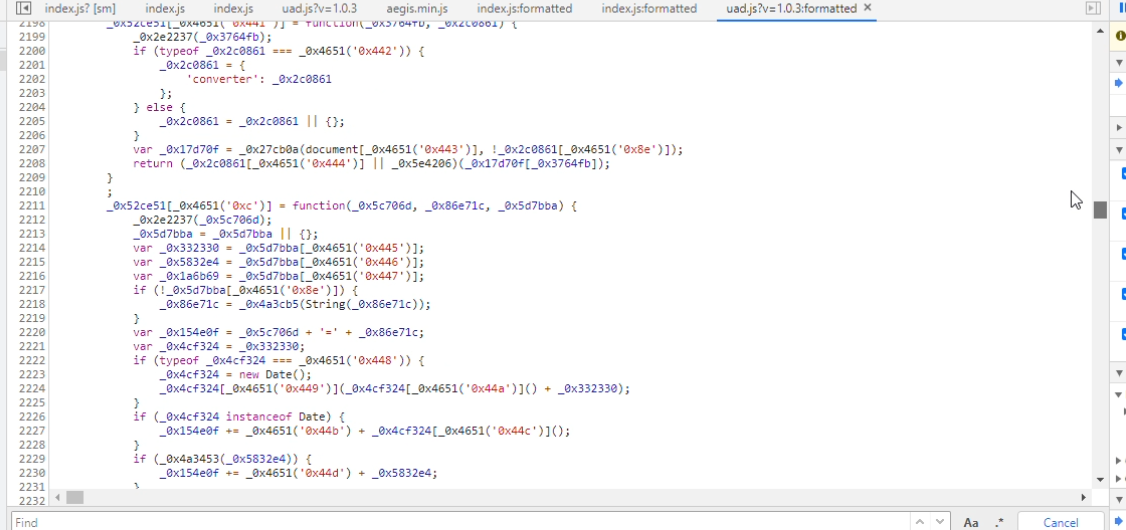 index.js? [sm] index.js index.js uad.js?v=1.0.3 aegis.min.js index.js:formatted index.js:formatted uad.js?v=1.0.3:formatted ×
2198 _0x52ce51[_0x4651('0x441')] = function(_0x3764fb, _0x2c0861) {
2199 _0x2e2237(_0x3764fb);
2200 if (typeof _0x2c0861 === _0x4651('0x442')) {
2201 _0x2c0861 = {
2202 'converter': _0x2c0861
2203 };
2204 } else {
2205 _0x2c0861 = _0x2c0861 || {};
2206 }
2207 var _0x17d70f = _0x27cb0a(document[_0x4651('0x443')], !_0x2c0861[_0x4651('0x8e')]);
2208 return (_0x2c0861[_0x4651('0x444')] || _0x5e4206)(_0x17d70f[_0x3764fb]);
2209 }
2210 ;
2211 _0x52ce51[_0x4651('0xc')] = function(_0x5c706d, _0x86e71c, _0x5d7bba) {
2212 _0x2e2237(_0x5c706d);
2213 _0x5d7bba = _0x5d7bba || {};
2214 var _0x332330 = _0x5d7bba[_0x4651('0x445')];
2215 var _0x5832e4 = _0x5d7bba[_0x4651('0x446')];
2216 var _0x1a6b69 = _0x5d7bba[_0x4651('0x447')];
2217 if (!_0x5d7bba[_0x4651('0x8e')]) {
2218 _0x86e71c = _0x4a3cb5(String(_0x86e71c));
2219 }
2220 var _0x154e0f = _0x5c706d + '=' + _0x86e71c;
2221 var _0x4cf324 = _0x332330;
2222 if (typeof _0x4cf324 === _0x4651('0x448')) {
2223 _0x4cf324 = new Date();
2224 _0x4cf324[_0x4651('0x449')](_0x4cf324[_0x4651('0x44a')]() + _0x332330);
2225 }
2226 if (_0x4cf324 instanceof Date) {
2227 _0x154e0f += _0x4651('0x44b') + _0x4cf324[_0x4651('0x44c')]();
2228 }
2229 if (_0x4a3453(_0x5832e4)) {
2230 _0x154e0f += _0x4651('0x44d') + _0x5832e4;
2231 }
2232
Find Aa .* Cancel